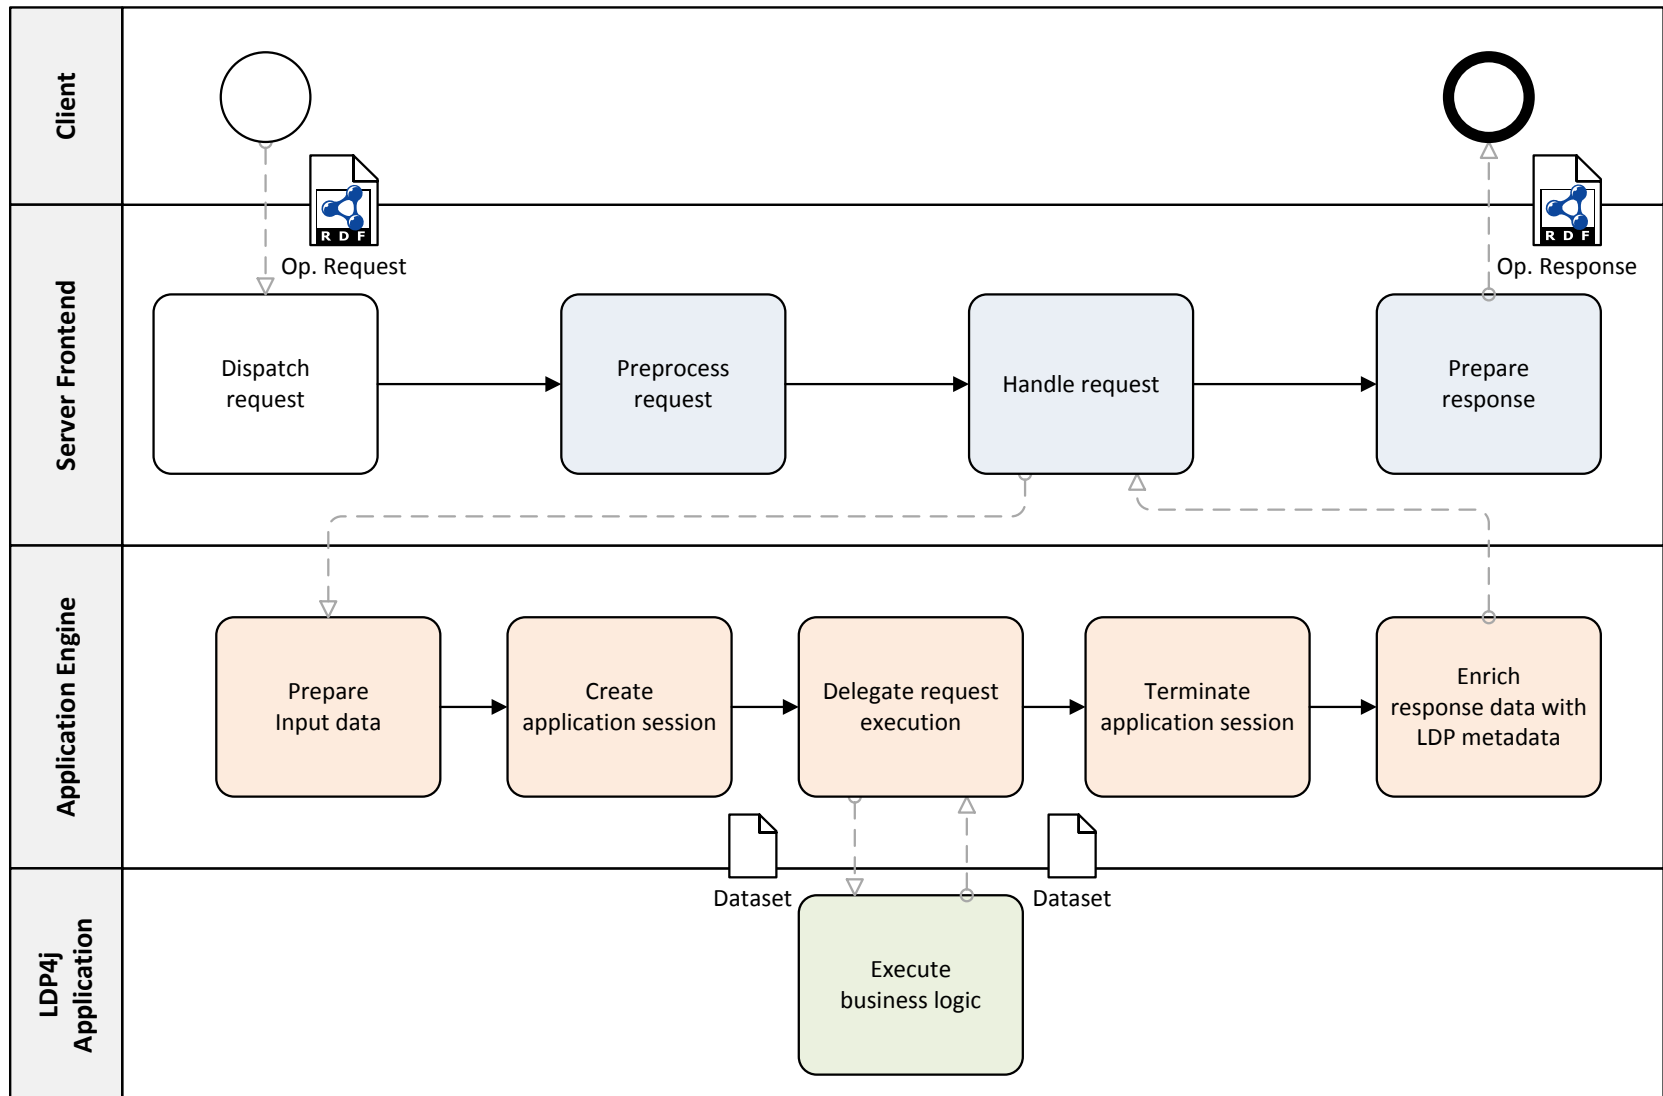 Client
RDF
Op. Request
RDF
Op. Response
Server Frontend
Dispatch
request
Preprocess
request
Handle request
Prepare
response
Application Engine
Prepare
Input data
Create
application session
Delegate request
execution
Terminate
application session
Enrich
response data with
LDP metadata
Dataset
Dataset
LDP4j
Application
Execute
business logic